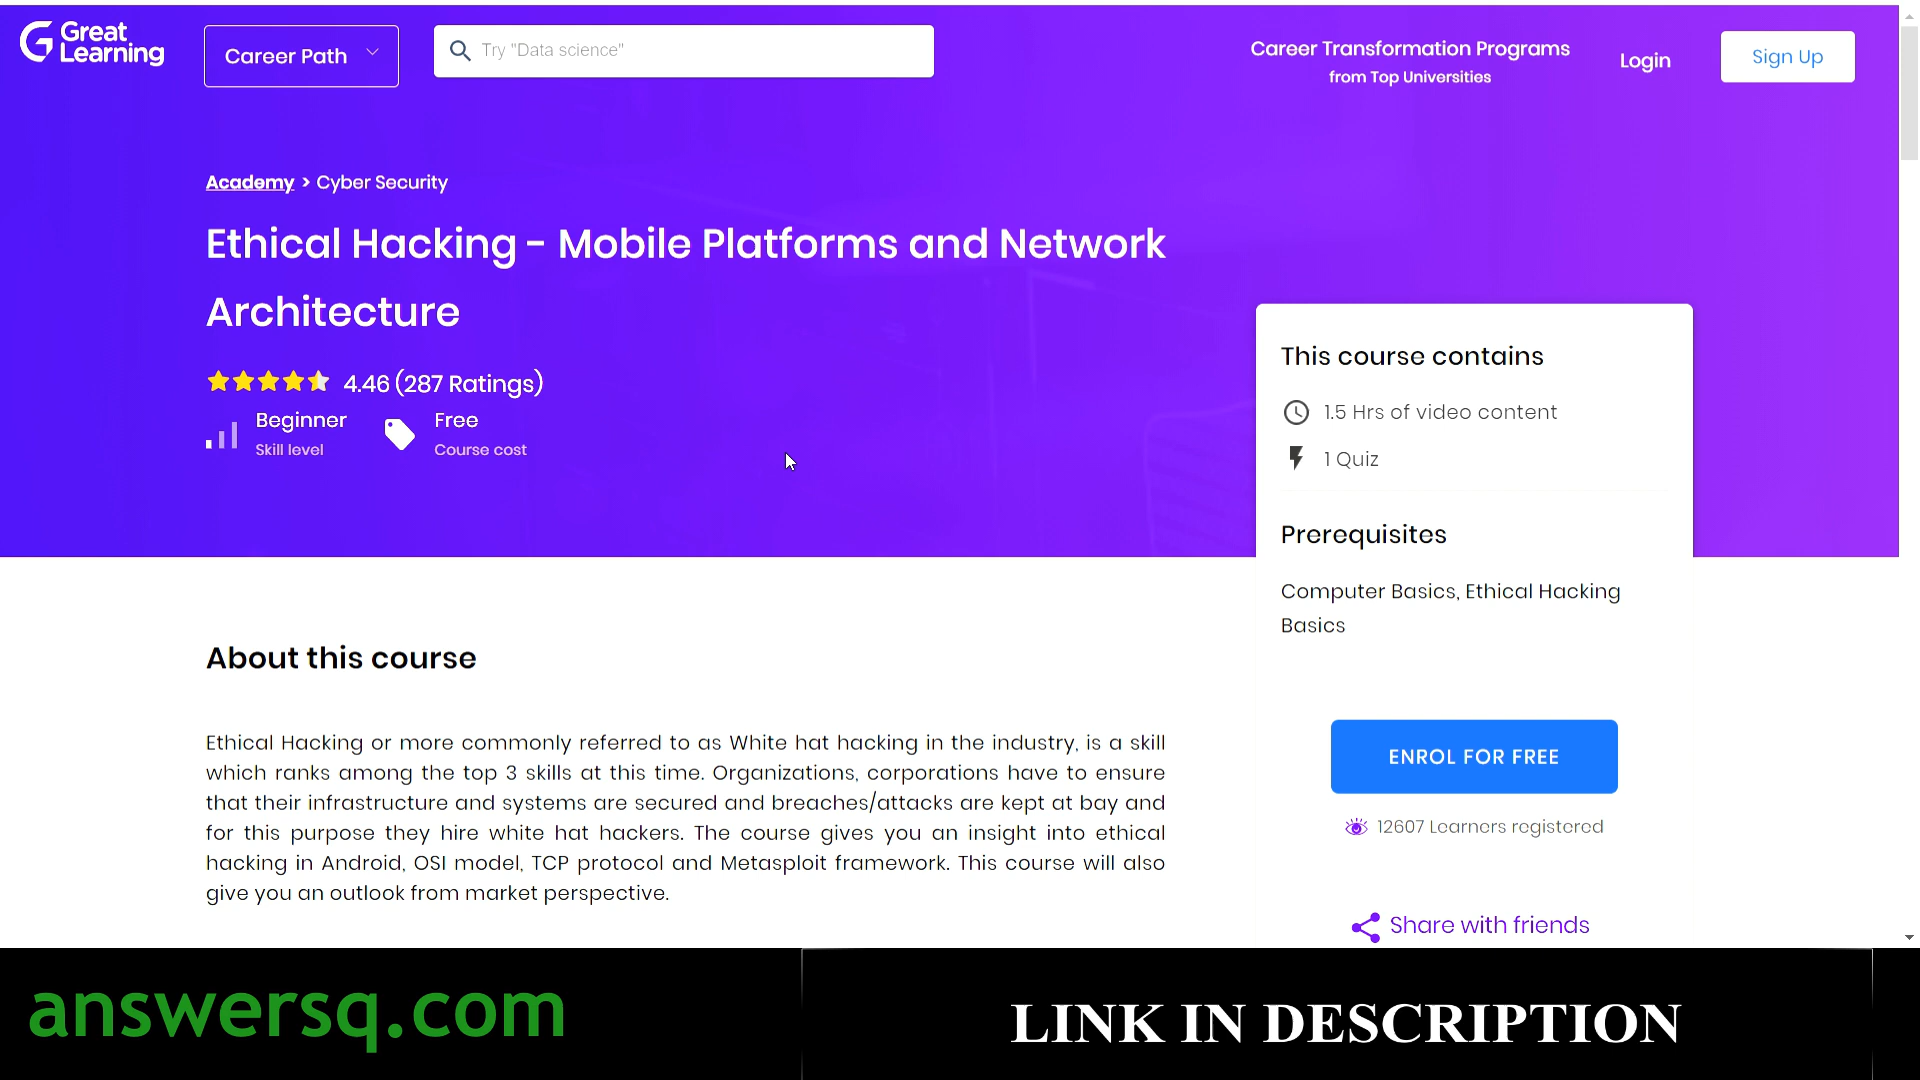 Great Learning
Career Path
Try "Data science"
Career Transformation Programs
from Top Universities
Login
Sign Up
Academy > Cyber Security
Ethical Hacking - Mobile Platforms and Network
Architecture
4.46 (287 Ratings)
Beginner
Skill level
Free
Course cost
This course contains
1.5 Hrs of video content
1 Quiz
Prerequisites
Computer Basics, Ethical Hacking
Basics
ENROL FOR FREE
12607 Learners registered
Share with friends
About this course
Ethical Hacking or more commonly referred to as White hat hacking in the industry, is a skill
which ranks among the top 3 skills at this time. Organizations, corporations have to ensure
that their infrastructure and systems are secured and breaches/attacks are kept at bay and
for this purpose they hire white hat hackers. The course gives you an insight into ethical
hacking in Android, OSI model, TCP protocol and Metasploit framework. This course will also
give you an outlook from market perspective.
answersq.com
LINK IN DESCRIPTION